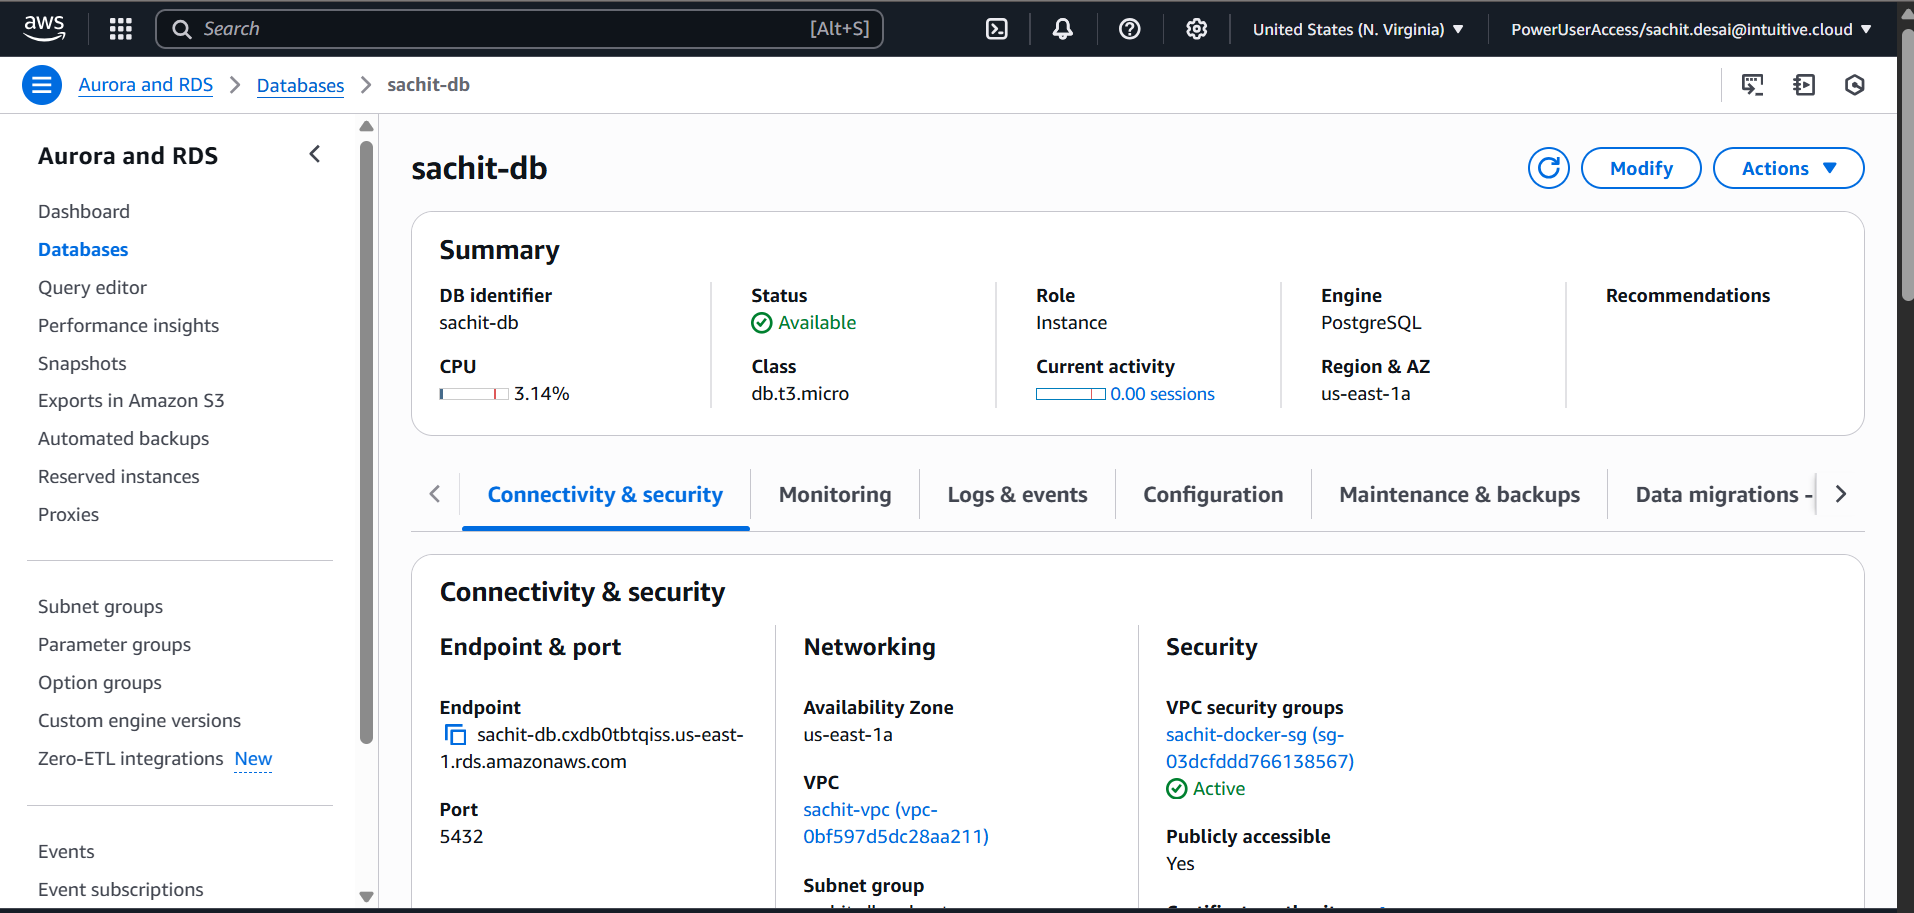 aws
Search [Alt+S]
United States (N. Virginia)
PowerUserAccess/sachit.desai@intuitive.cloud
Aurora and RDS
Databases
sachit-db
Aurora and RDS
Dashboard
Databases
Query editor
Performance insights
Snapshots
Exports in Amazon S3
Automated backups
Reserved instances
Proxies
Subnet groups
Parameter groups
Option groups
Custom engine versions
Zero-ETL integrations New
Events
Event subscriptions
sachit-db
Modify
Actions
Summary
DB identifier
sachit-db
Status
Available
Role
Instance
Engine
PostgreSQL
Recommendations
CPU
3.14%
Class
db.t3.micro
Current activity
0.00 sessions
Region & AZ
us-east-1a
Connectivity & security
Monitoring
Logs & events
Configuration
Maintenance & backups
Data migrations -
Connectivity & security
Endpoint & port
Endpoint
sachit-db.cxdb0tbtqiss.us-east-
1.rds.amazonaws.com
Port
5432
Networking
Availability Zone
us-east-1a
VPC
sachit-vpc (vpc-
0bf597d5dc28aa211)
Subnet group
Security
VPC security groups
sachit-docker-sg (sg-
03dcfddd766138567)
Active
Publicly accessible
Yes